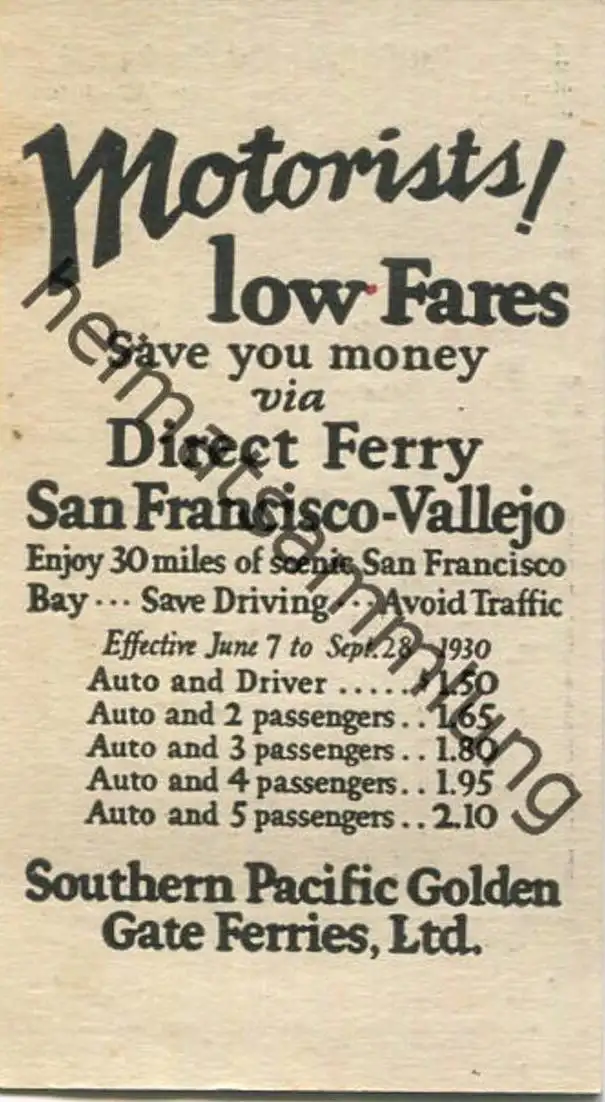 Motorists!
low Fares
Save you money
via
Direct Ferry
San Francisco-Vallejo
Enjoy 30 miles of scenic San Francisco
Bay ··· Save Driving ··· Avoid Traffic
Effective June 7 to Sept. 28 1930
Auto and Driver ...... $1.50
Auto and 2 passengers . . 1.65
Auto and 3 passengers . . 1.80
Auto and 4 passengers . . 1.95
Auto and 5 passengers . . 2.10
Southern Pacific Golden
Gate Ferries, Ltd.
heimatsammlung